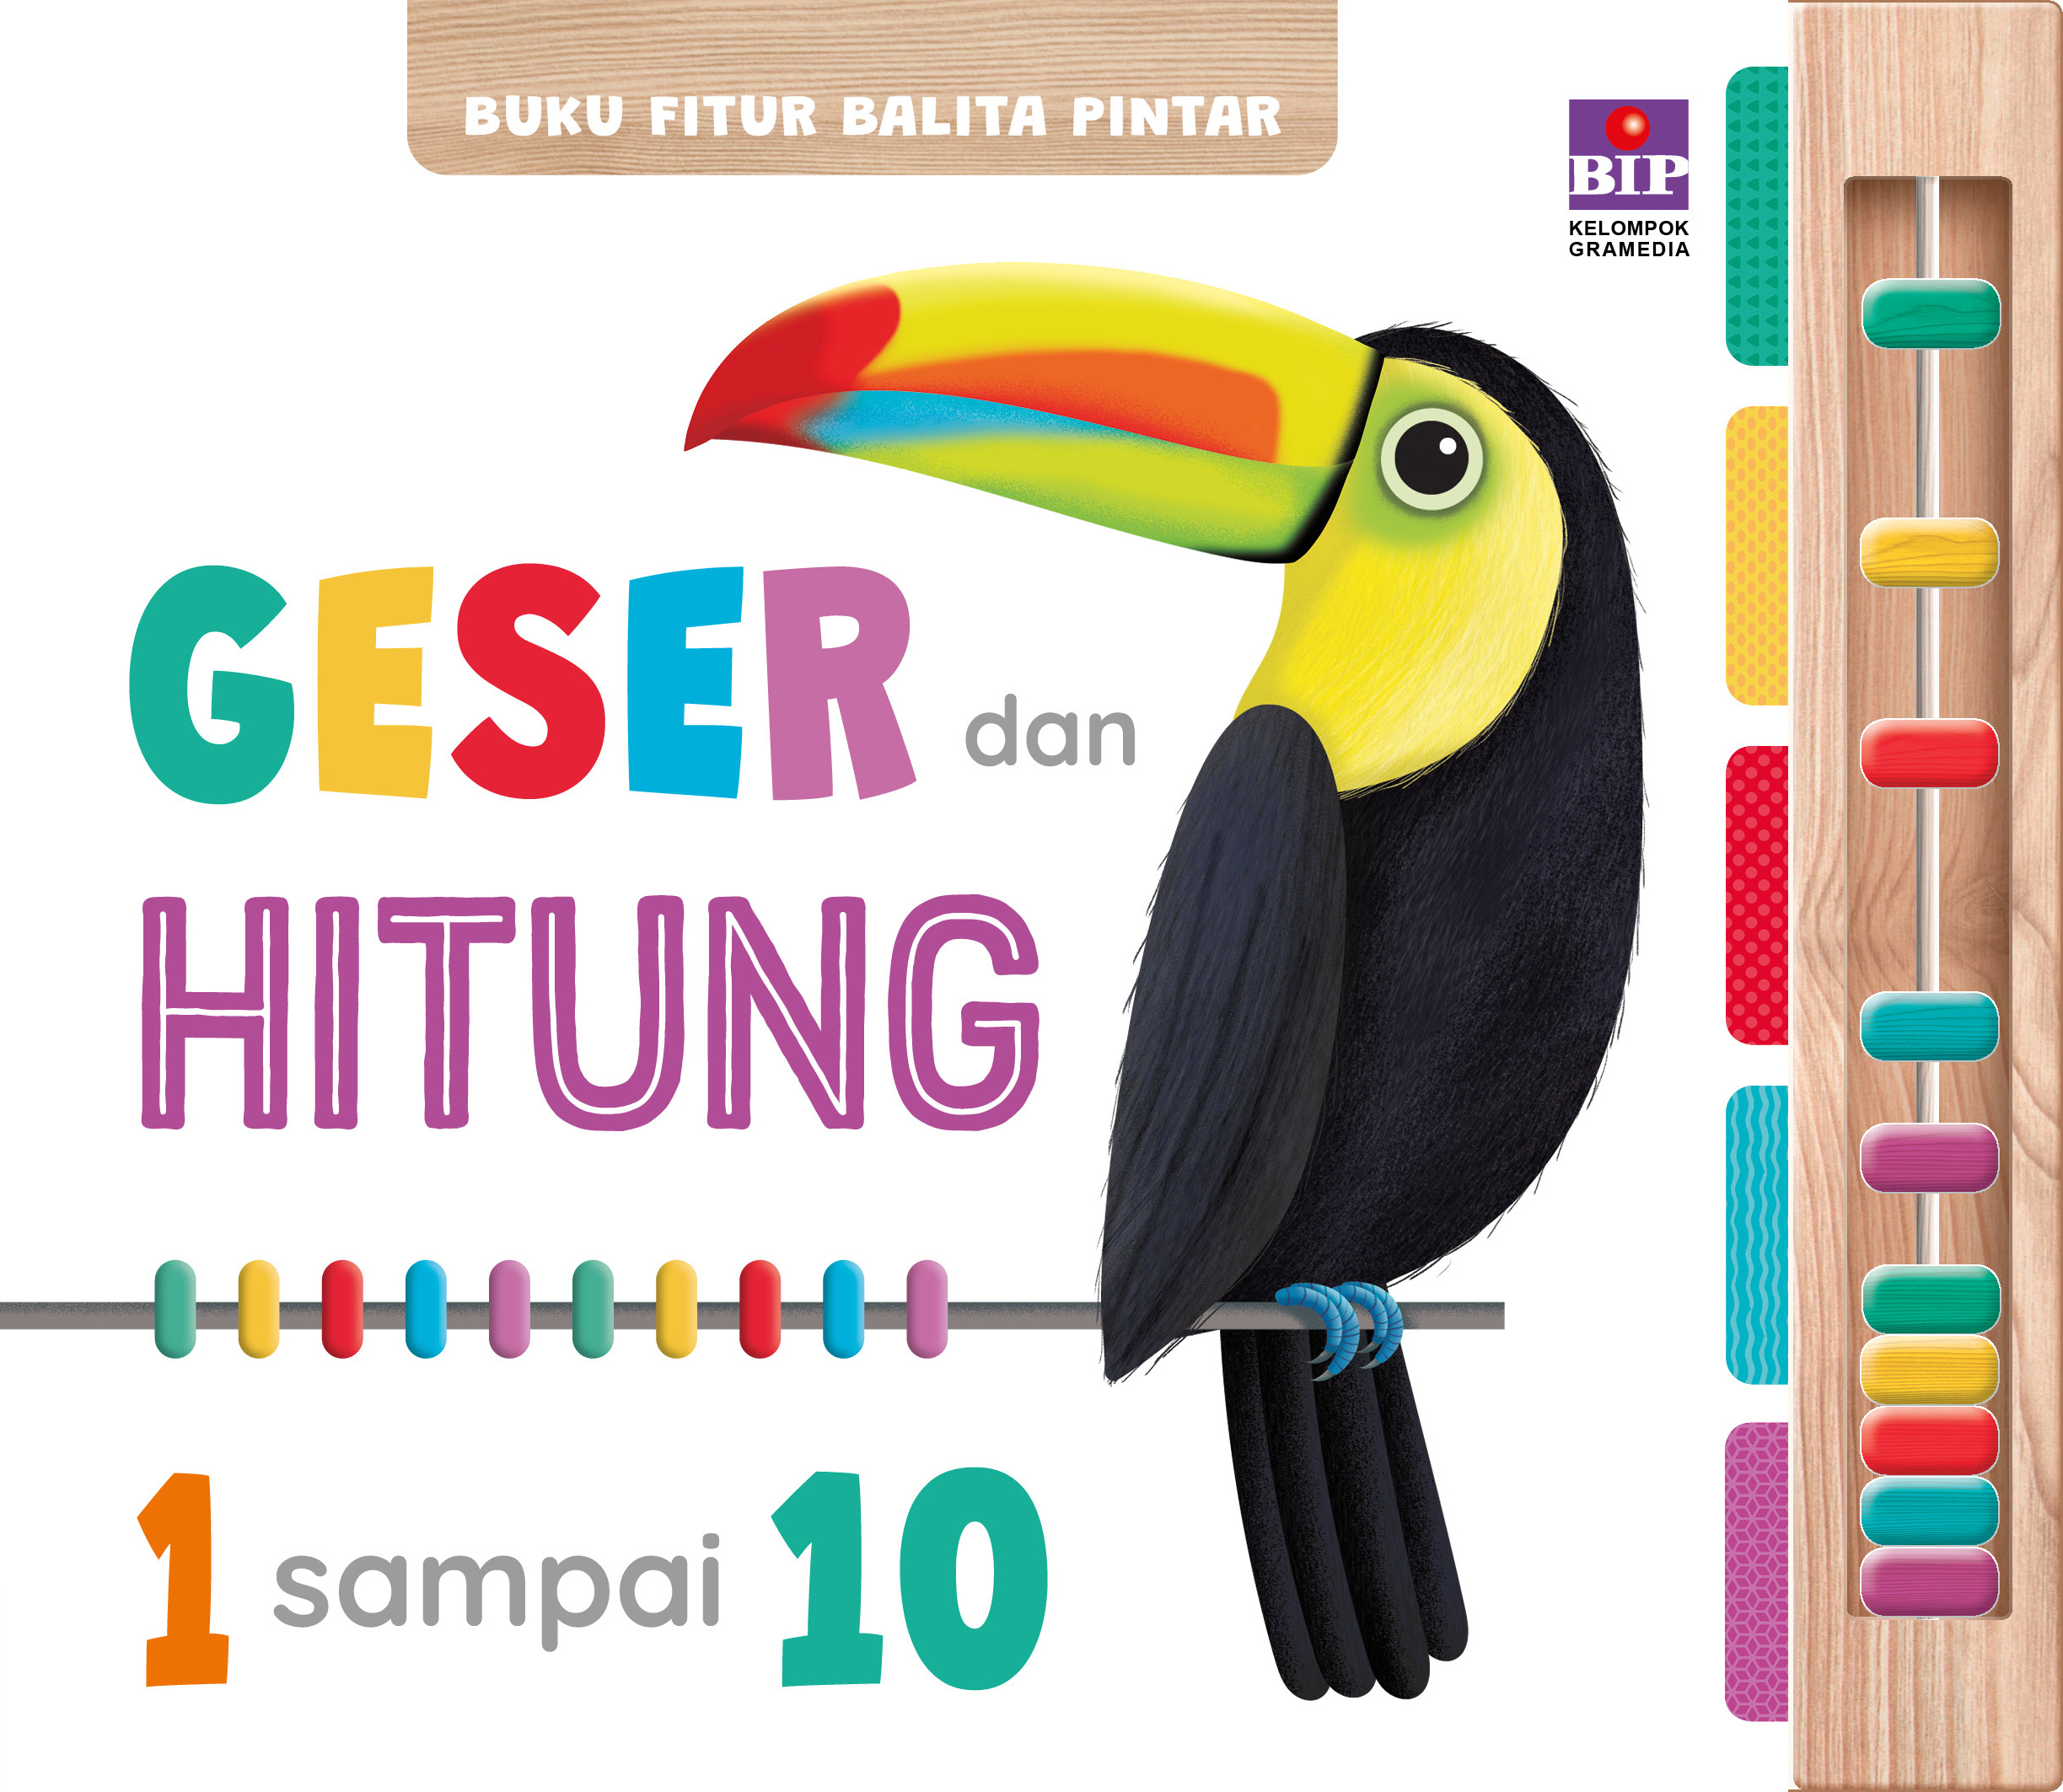 BUKU FITUR BALITA PINTAR
BIP
KELOMPOK
GRAMEDIA
GESER dan
HITUNG
1 sampai 10